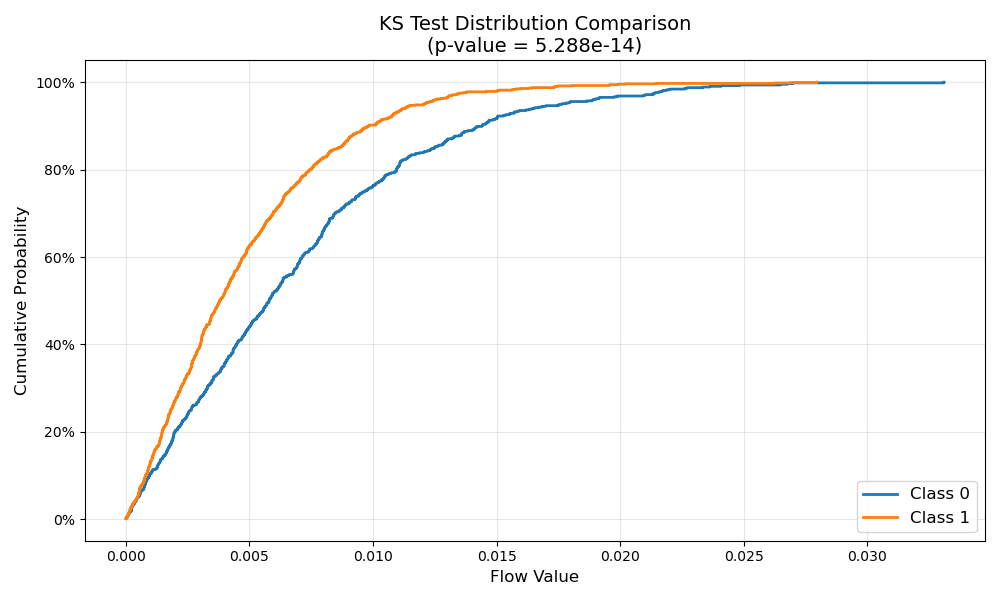 KS Test Distribution Comparison
(p-value = 5.288e-14)
Cumulative Probability
100%
80%
60%
40%
20%
0%
0.000 0.005 0.010 0.015 0.020 0.025 0.030
Flow Value
Class 0
Class 1